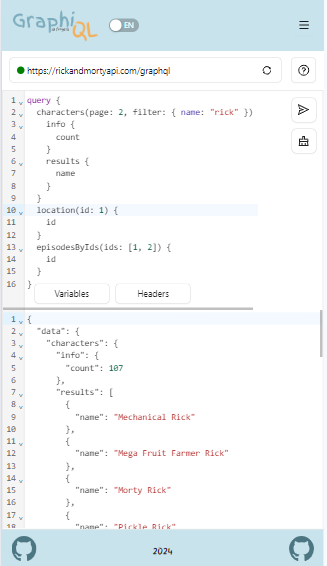 GraphiQL
EN
https://rickandmortyapi.com/graphql
1 query {
2 characters(page: 2, filter: { name: "rick" })
3 info {
4 count
5 }
6 results {
7 name
8 }
9 }
10 location(id: 1) {
11 id
12 }
13 episodesByIds(ids: [1, 2]) {
14 id
15 }
16 }
Variables Headers
1 {
2 "data": {
3 "characters": {
4 "info": {
5 "count": 107
6 },
7 "results": [
8 {
9 "name": "Mechanical Rick"
10 },
11 {
12 "name": "Mega Fruit Farmer Rick"
13 },
14 {
15 "name": "Morty Rick"
16 },
17 {
18 "name": "Pickle Rick"
2024